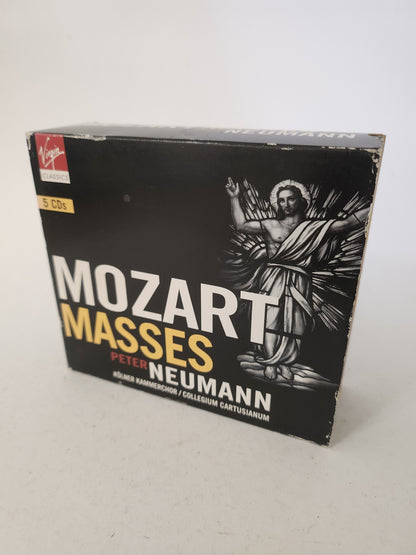 NEUMANN
Virgin
CLASSICS
5 CDs
MOZART
MASSES
PETER NEUMANN
KÖLNER KAMMERCHOR / COLLEGIUM CARTUSIANUM